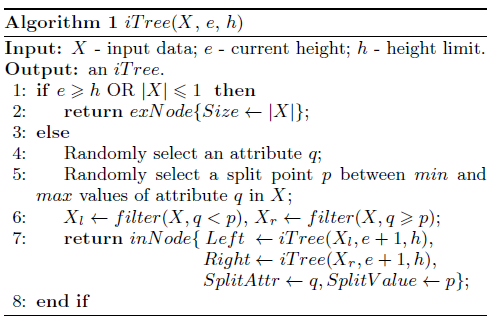 Algorithm 1 iTree(X, e, h)
Input: X - input data; e - current height; h - height limit.
Output: an iTree.
1: if e ⩾ h OR |X| ⩽ 1 then
2: return exNode{Size ← |X|};
3: else
4: Randomly select an attribute q;
5: Randomly select a split point p between min and
max values of attribute q in X;
6: Xl ← filter(X, q < p), Xr ← filter(X, q ⩾ p);
7: return inNode{ Left ← iTree(Xl, e + 1, h),
Right ← iTree(Xr, e + 1, h),
SplitAttr ← q, SplitValue ← p};
8: end if